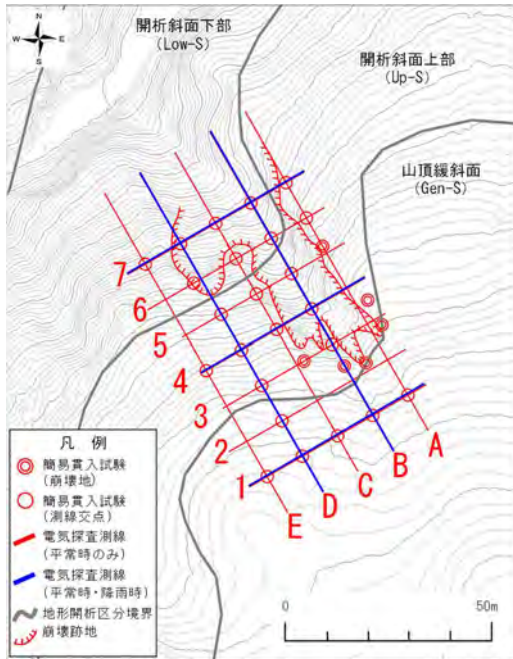 N
W E
S
開析斜面下部
(Low-S)
開析斜面上部
(Up-S)
山頂緩斜面
(Gen-S)
7
6
5
4
3
2
1
A
B
C
D
E
凡 例
簡易貫入試験
(崩壊地)
簡易貫入試験
(測線交点)
電気探査測線
(平常時のみ)
電気探査測線
(平常時・降雨時)
地形開析区分境界
崩壊跡地
0 50m